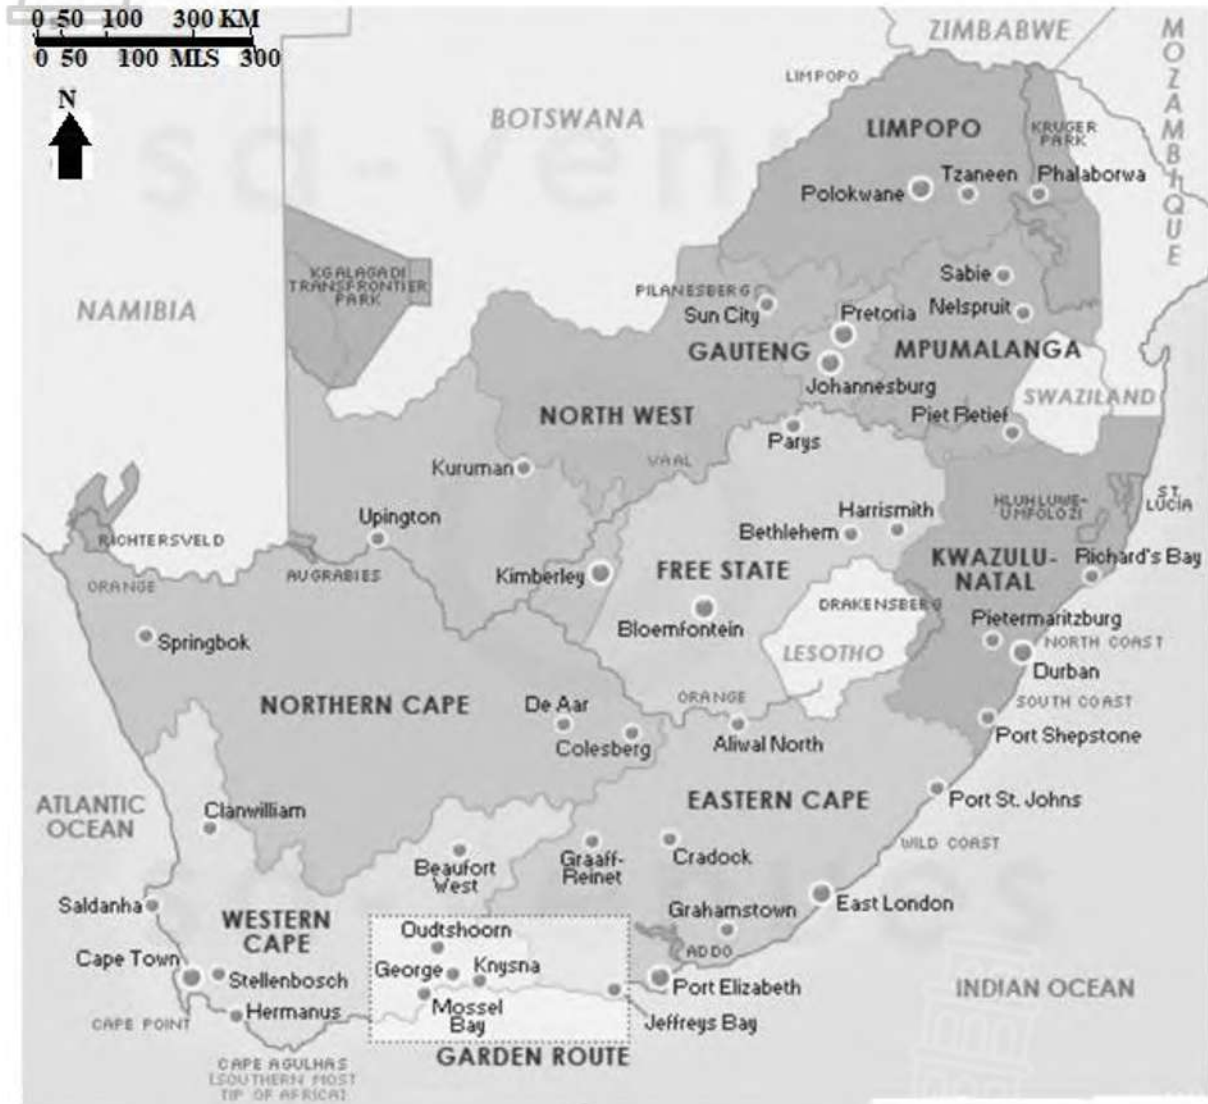 0 50 100 300 KM
0 50 100 MLS 300
N
ZIMBABWE
MOZAMBIQUE
LIMPOPO
BOTSWANA
LIMPOPO
KRUGER
PARK
sa-ven
Tzaneen
Phalaborwa
Polokwane
KGALAGADI
TRANSFRONTIER
PARK
Sabie
PILANESBERG
Sun City
Pretoria
Nelspruit
NAMIBIA
GAUTENG
MPUMALANGA
Johannesburg
SWAZILAND
NORTH WEST
Piet Retief
Parys
Kuruman
VAAL
Harrismith
HLUHLUWE-
UMFOLOZI
ST.
LUCIA
Upington
Bethlehem
RICHTERSVELD
KWAZULU-
NATAL
Richard's Bay
ORANGE
AUGRABIES
Kimberley
FREE STATE
DRAKENSBERG
Bloemfontein
Pietermaritzburg
Springbok
LESOTHO
NORTH COAST
Durban
NORTHERN CAPE
De Aar
ORANGE
SOUTH COAST
Colesberg
Aliwal North
Port Shepstone
ATLANTIC
OCEAN
Clanwilliam
EASTERN CAPE
Port St. Johns
WILD COAST
Beaufort
West
Graaff-
Reinet
Cradock
Saldanha
WESTERN
CAPE
Grahamstown
East London
Oudtshoorn
ADDO
Cape Town
Stellenbosch
George
Knysna
Port Elizabeth
INDIAN OCEAN
Hermanus
Mossel
Bay
Jeffreys Bay
CAPE POINT
GARDEN ROUTE
CAPE AGULHAS
(SOUTHERN MOST
TIP OF AFRICA)